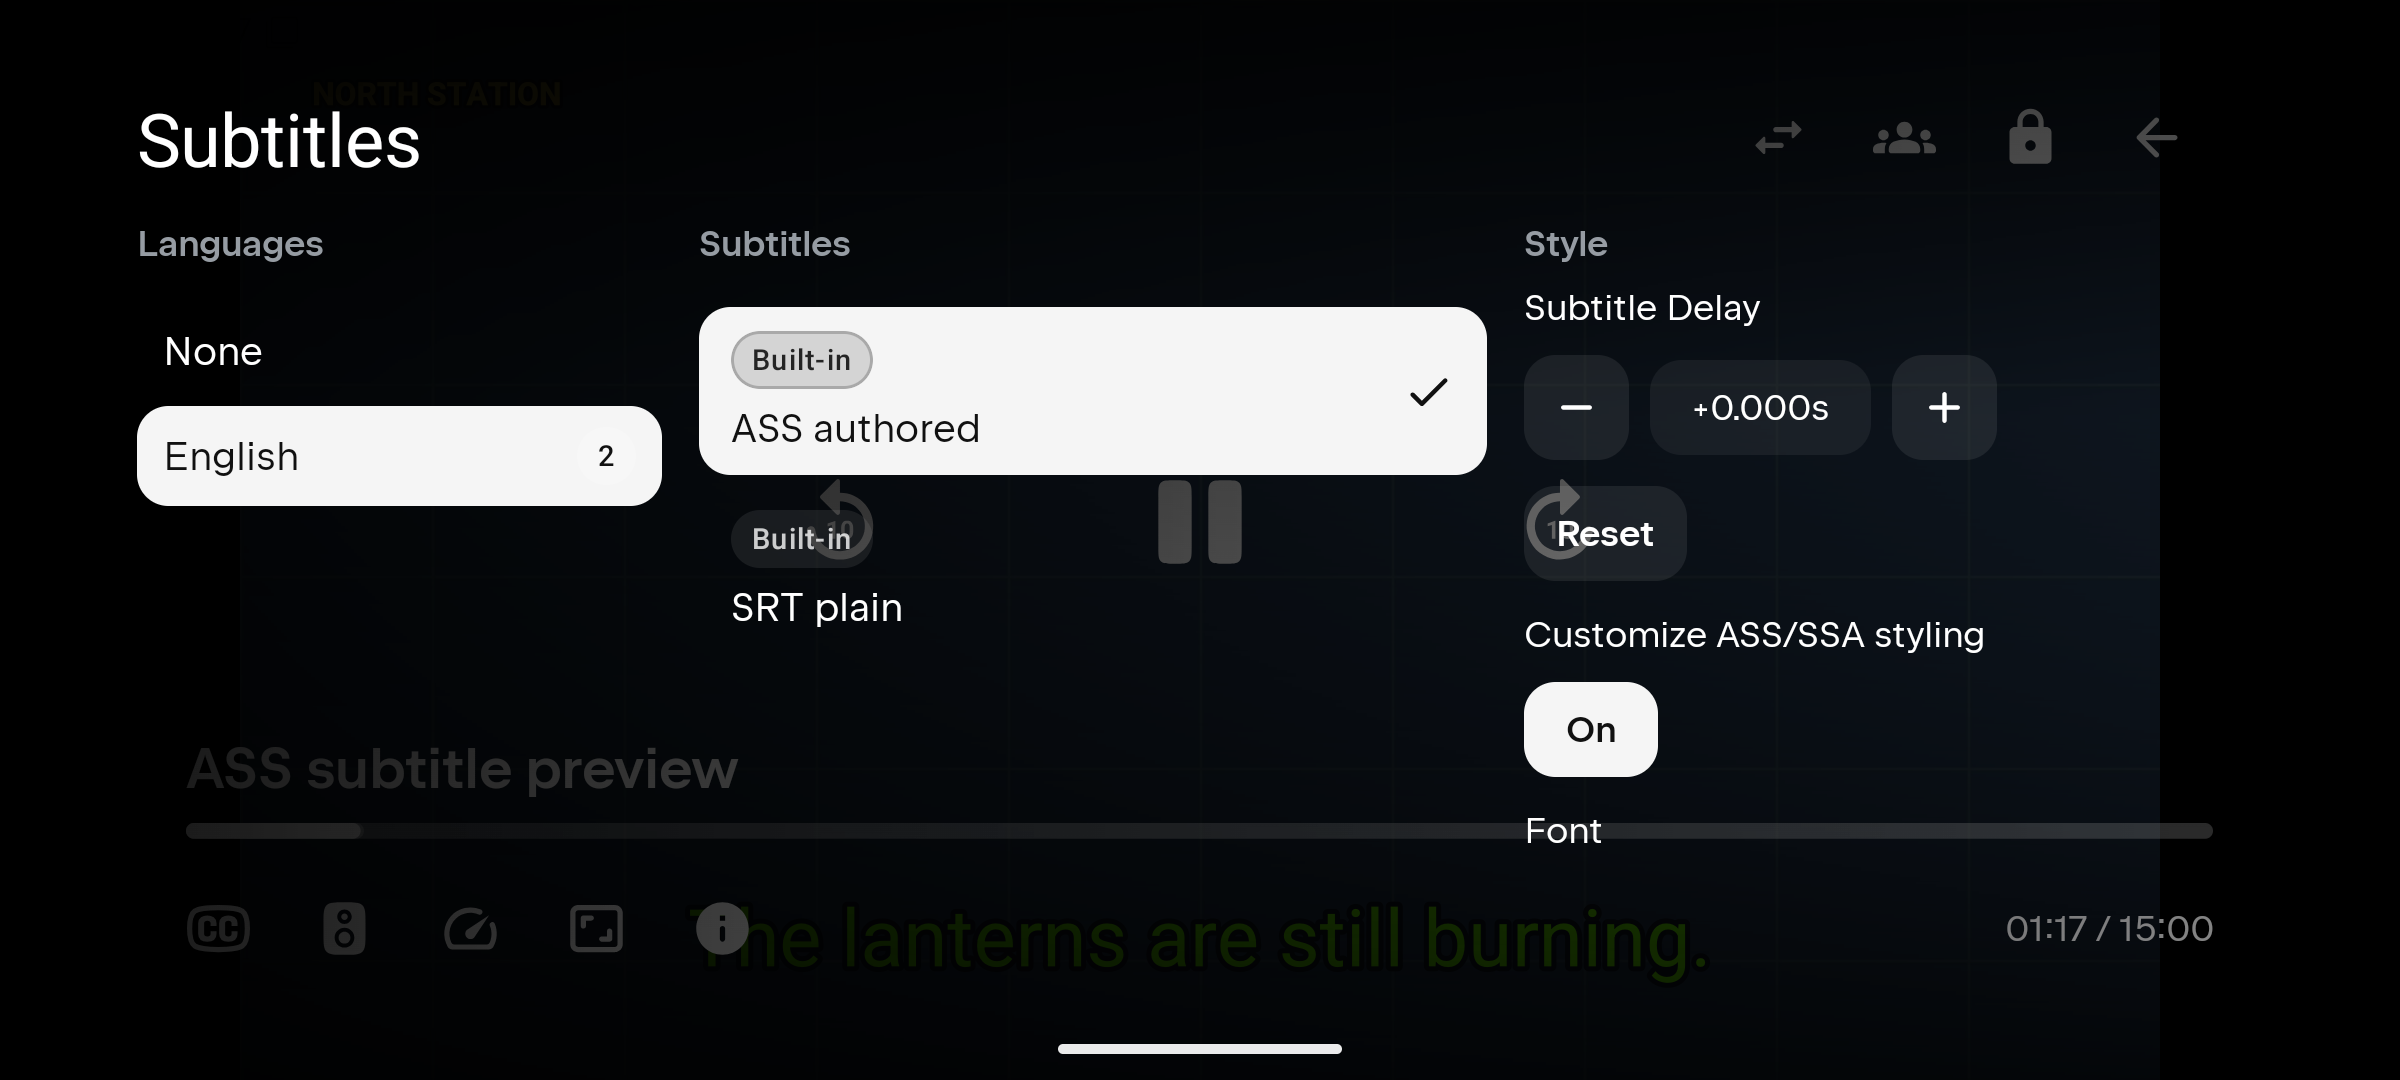 NORTH STATION
Subtitles
Languages
None
English 2
Subtitles
Built-in
ASS authored
Built-in
SRT plain
Style
Subtitle Delay
+0.000s
Reset
Customize ASS/SSA styling
On
Font
10
ASS subtitle preview
CC
The lanterns are still burning.
01:17 / 15:00